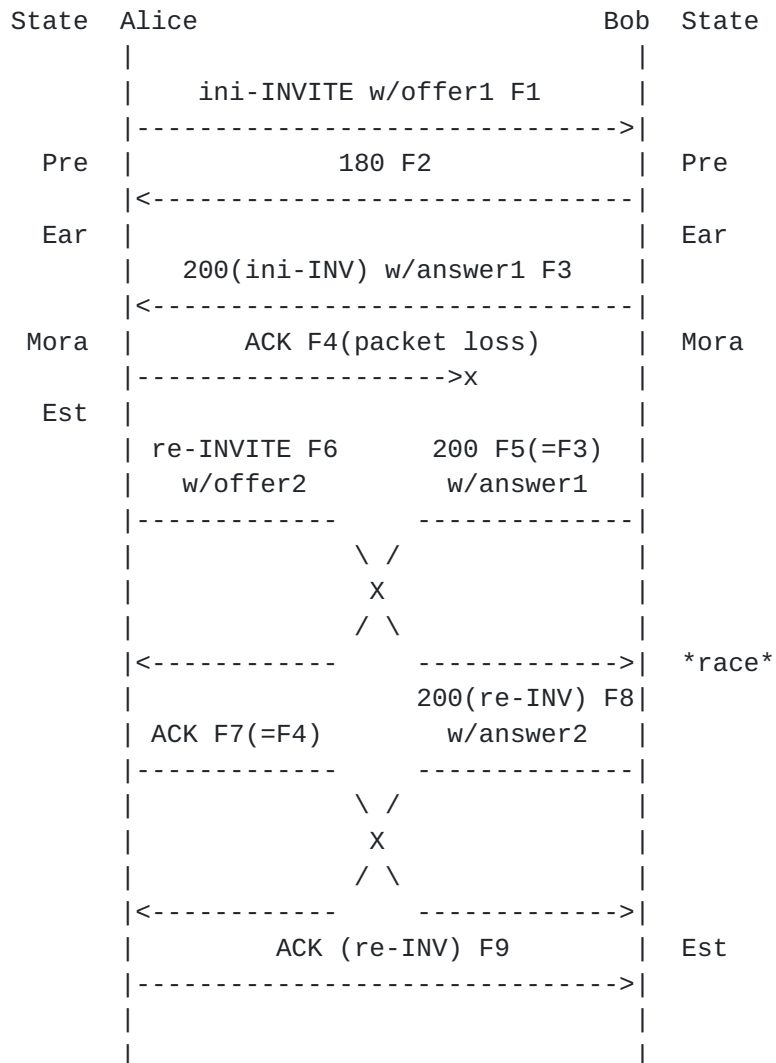 State Alice Bob State
ini-INVITE w/offer1 F1
Pre 180 F2 Pre
Ear Ear
200(ini-INV) w/answer1 F3
Mora ACK F4(packet loss) Mora
x
Est
re-INVITE F6 200 F5(=F3)
w/offer2 w/answer1
X
*race*
200(re-INV) F8
ACK F7(=F4) w/answer2
X
ACK (re-INV) F9 Est